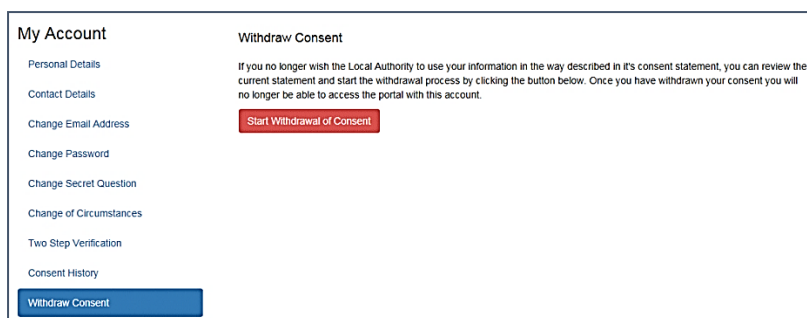 My Account
Personal Details
Contact Details
Change Email Address
Change Password
Change Secret Question
Change of Circumstances
Two Step Verification
Consent History
Withdraw Consent
Withdraw Consent
If you no longer wish the Local Authority to use your information in the way described in it's consent statement, you can review the
current statement and start the withdrawal process by clicking the button below. Once you have withdrawn your consent you will
no longer be able to access the portal with this account.
Start Withdrawal of Consent